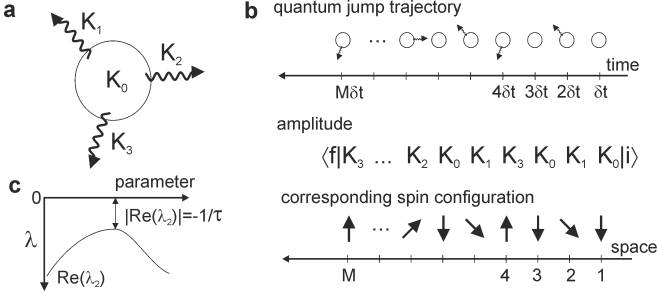 a
K₁
K₂
K₀
K₃
b
quantum jump trajectory
...
time
Mδt 4δt 3δt 2δt δt
amplitude
⟨f|K₃ ... K₂ K₀ K₁ K₃ K₀ K₁ K₀|i⟩
corresponding spin configuration
...
space
M 4 3 2 1
c
parameter
0
|Re(λ₂)|=-1/τ
λ
Re(λ₂)